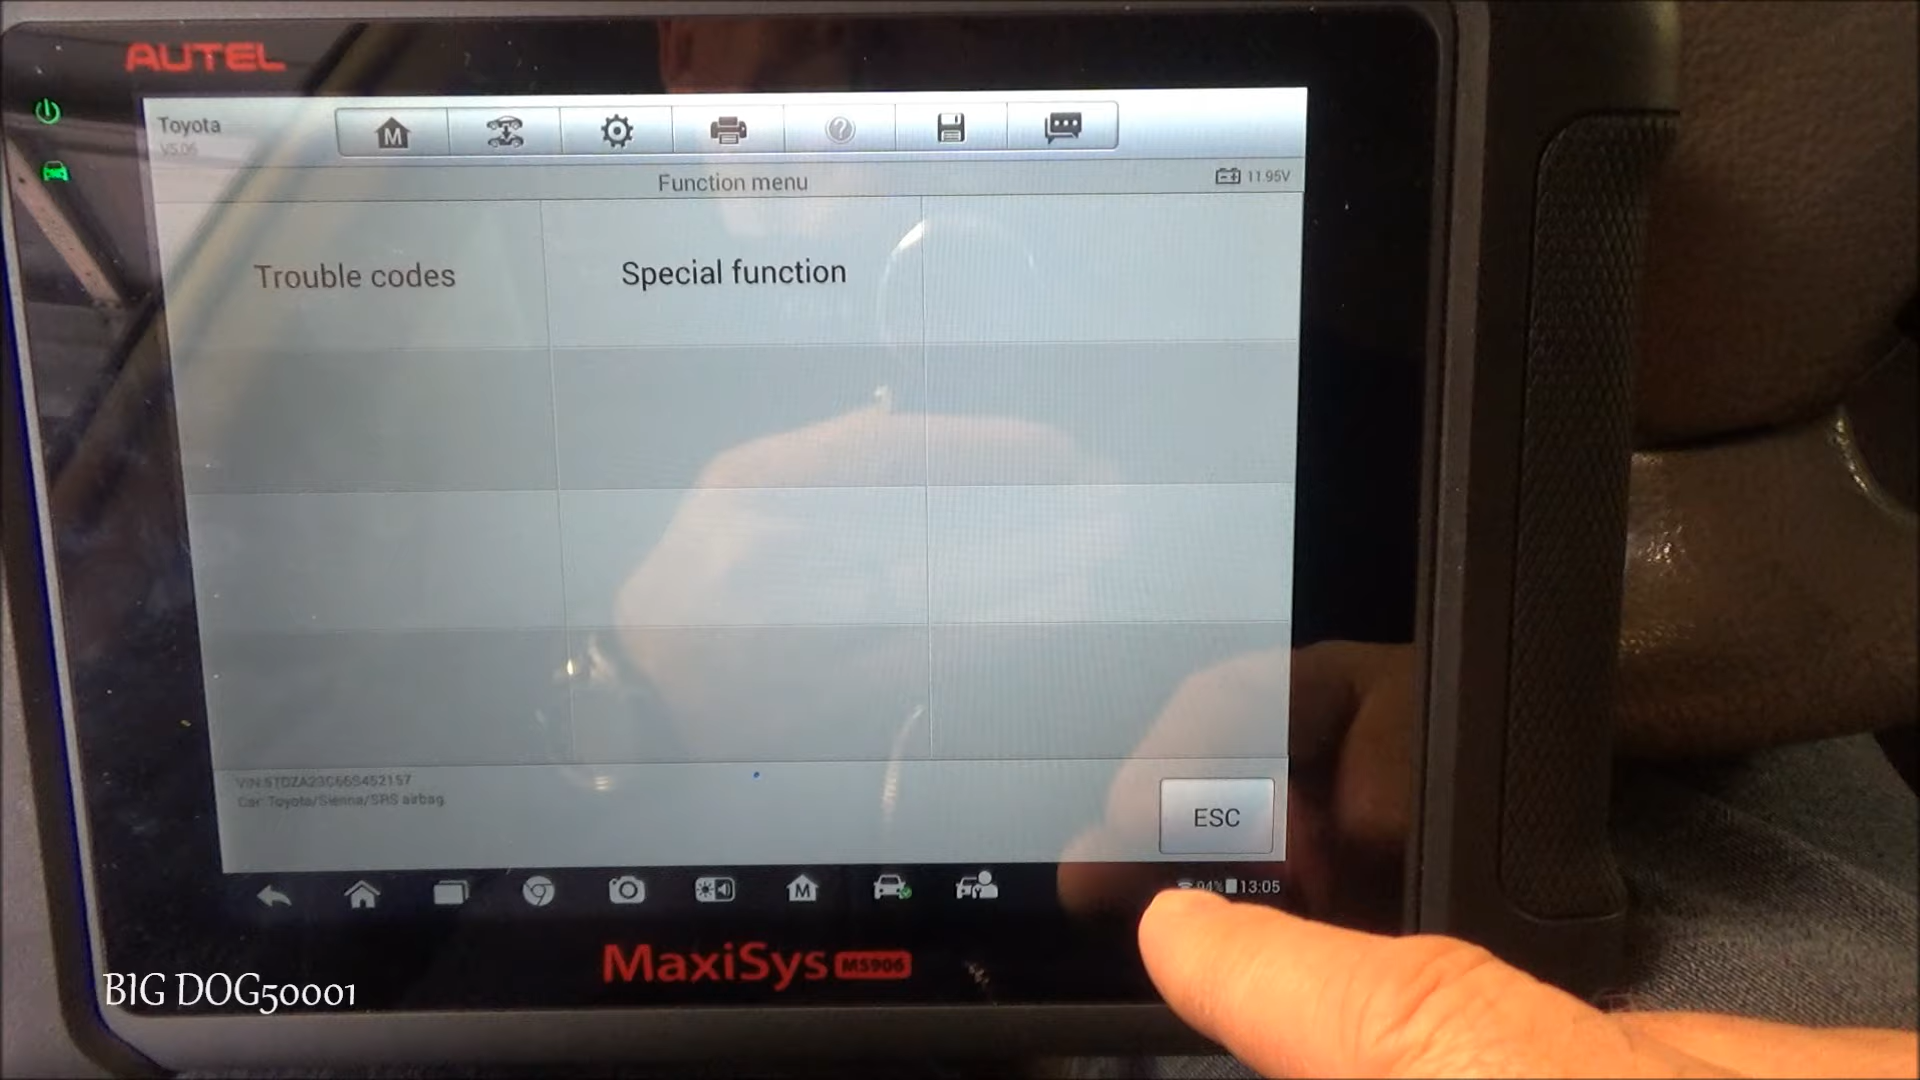 AUTEL
Toyota
V5.06
M
Function menu
11.95V
Trouble codes
Special function
VIN:5TDZA23C66S452157
Car: Toyota/Sienna/SRS airbag
ESC
M
94%
13:05
MaxiSys MS906
BIG DOG50001